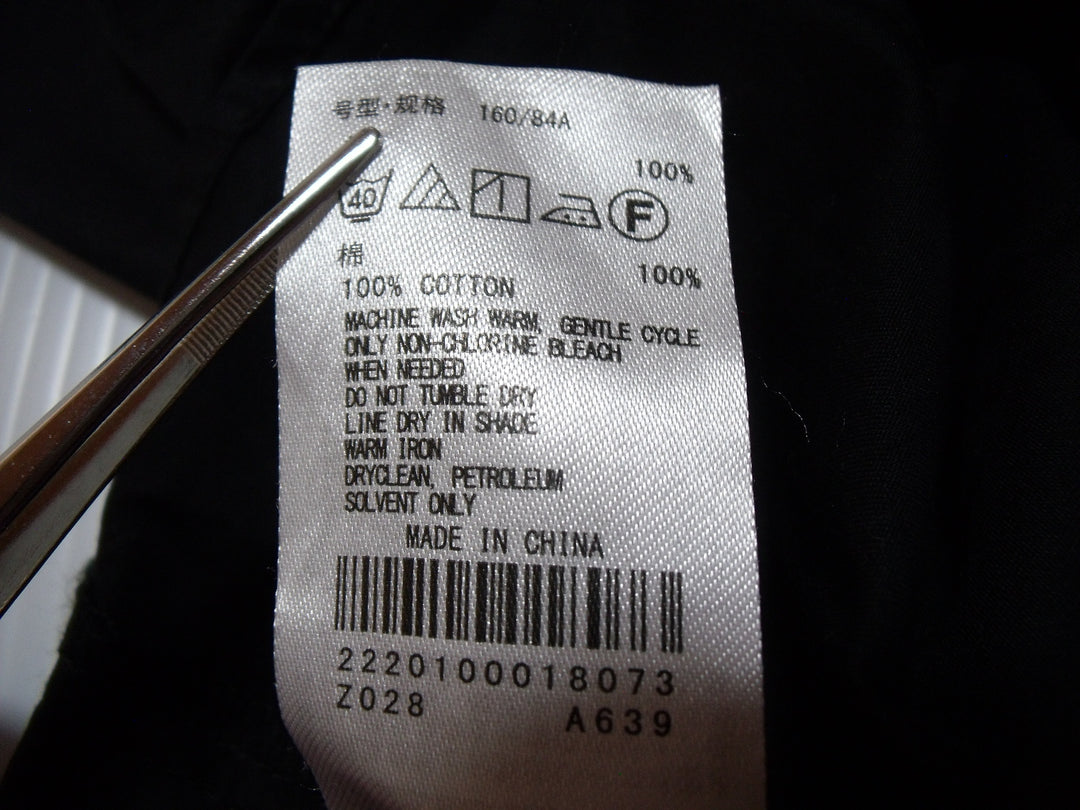 号型·规格 160/84A
100%
40 F
棉 100%
100% COTTON
MACHINE WASH WARM, GENTLE CYCLE
ONLY NON-CHLORINE BLEACH
WHEN NEEDED
DO NOT TUMBLE DRY
LINE DRY IN SHADE
WARM IRON
DRYCLEAN, PETROLEUM
SOLVENT ONLY
MADE IN CHINA
2220100018073
Z028 A639